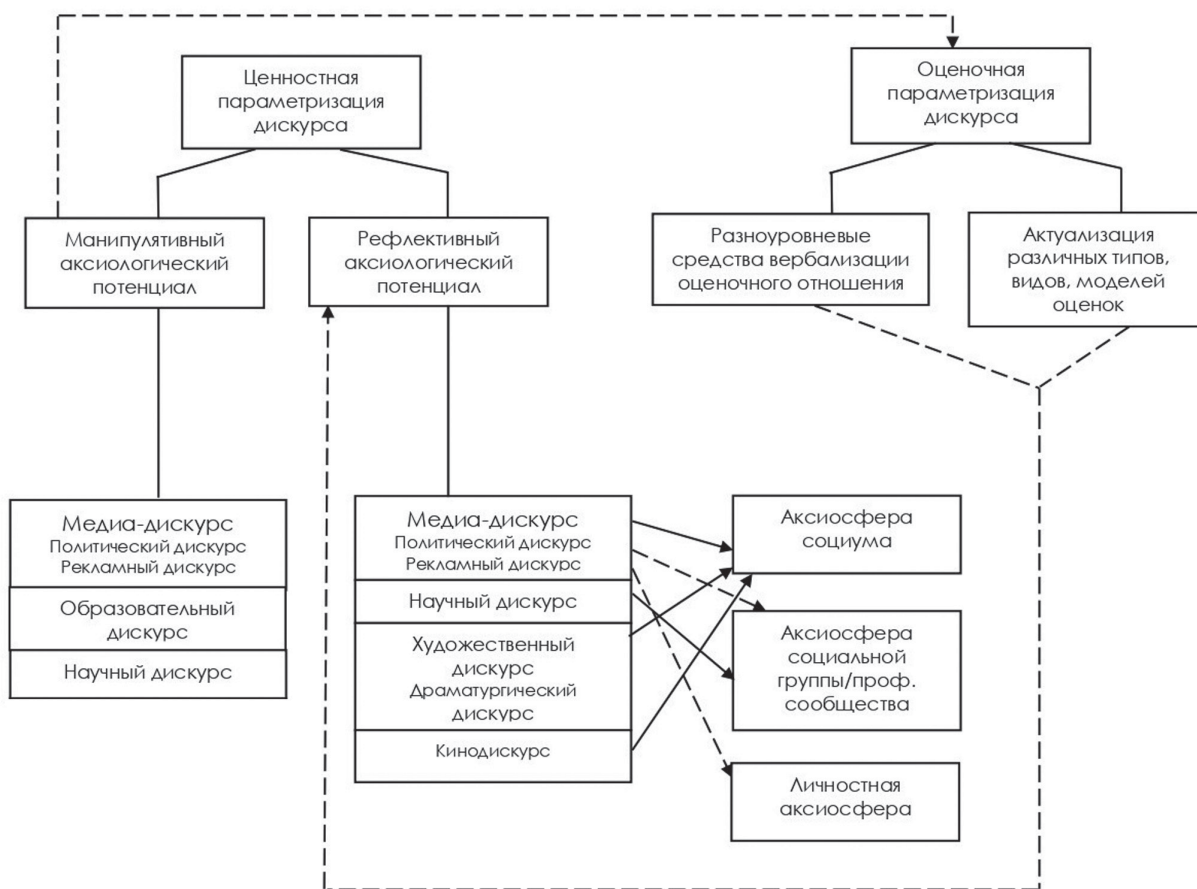 Ценностная
параметризация
дискурса
Оценочная
параметризация
дискурса
Манипулятивный
аксиологический
потенциал
Рефлективный
аксиологический
потенциал
Разноуровневые
средства вербализации
оценочного отношения
Актуализация
различных типов,
видов, моделей
оценок
Медиа-дискурс
Политический дискурс
Рекламный дискурс
Образовательный
дискурс
Научный дискурс
Медиа-дискурс
Политический дискурс
Рекламный дискурс
Научный дискурс
Художественный
дискурс
Драматургический
дискурс
Кинодискурс
Аксиосфера
социума
Аксиосфера
социальной
группы/проф.
сообщества
Личностная
аксиосфера